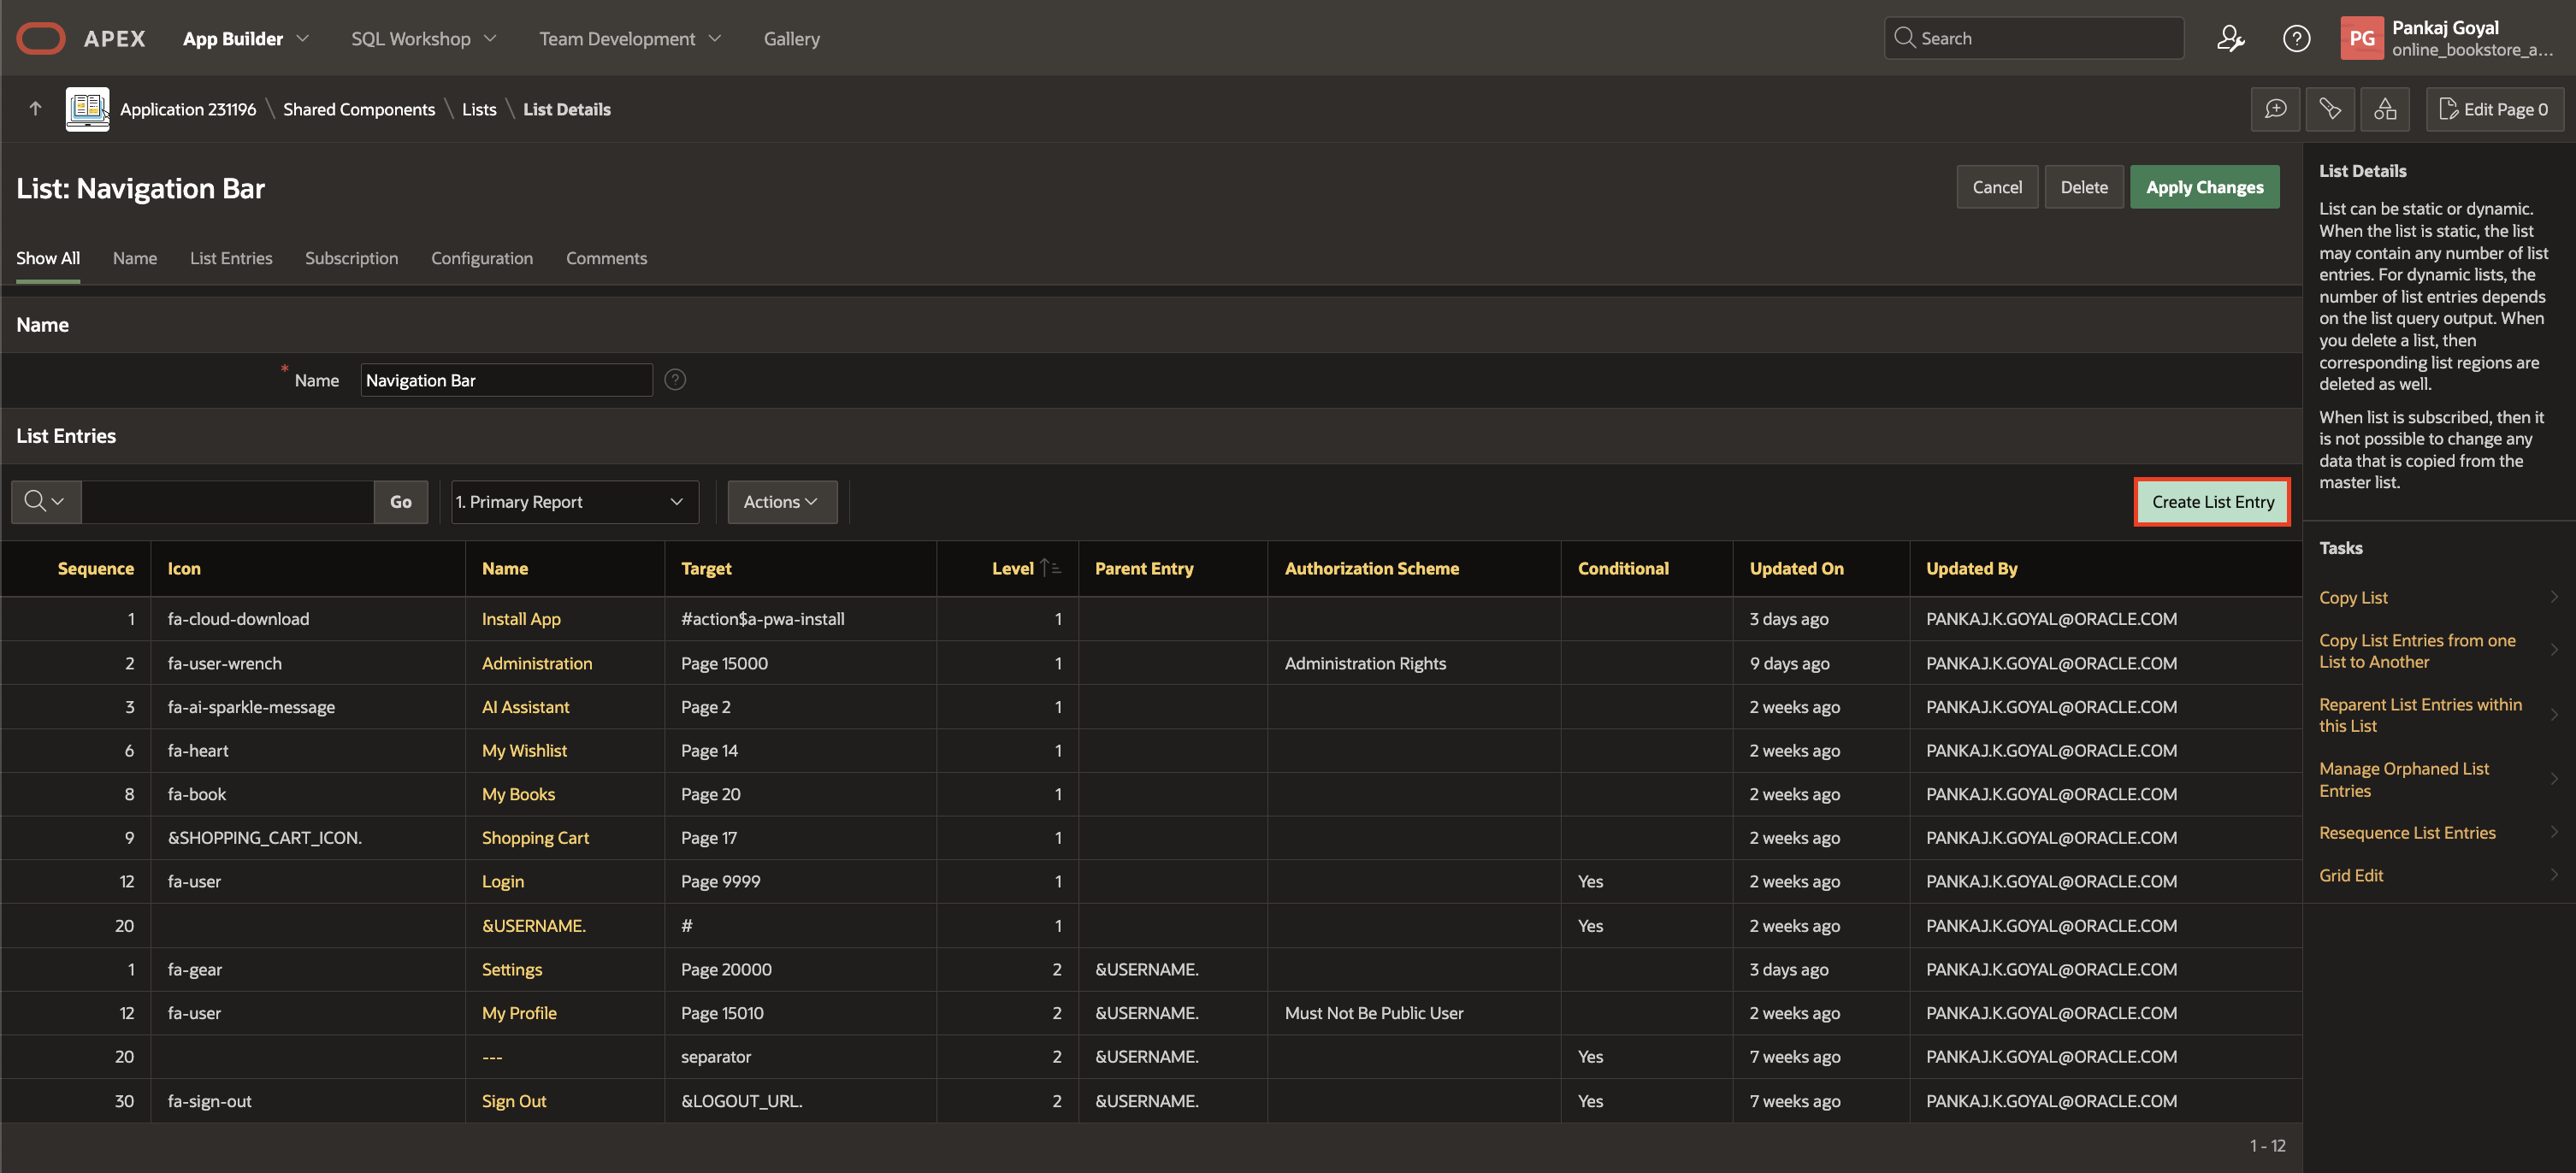 APEX App Builder SQL Workshop Team Development Gallery Search PG Pankaj Goyal
online_bookstore_a...
Application 231196 \ Shared Components \ Lists \ List Details Edit Page 0
List: Navigation Bar Cancel Delete Apply Changes
Show All Name List Entries Subscription Configuration Comments
Name
* Name Navigation Bar ?
List Entries
Go 1. Primary Report Actions Create List Entry
Sequence Icon Name Target Level Parent Entry Authorization Scheme Conditional Updated On Updated By
1 fa-cloud-download Install App #action$a-pwa-install 1 3 days ago PANKAJ.K.GOYAL@ORACLE.COM
2 fa-user-wrench Administration Page 15000 1 Administration Rights 9 days ago PANKAJ.K.GOYAL@ORACLE.COM
3 fa-ai-sparkle-message AI Assistant Page 2 1 2 weeks ago PANKAJ.K.GOYAL@ORACLE.COM
6 fa-heart My Wishlist Page 14 1 2 weeks ago PANKAJ.K.GOYAL@ORACLE.COM
8 fa-book My Books Page 20 1 2 weeks ago PANKAJ.K.GOYAL@ORACLE.COM
9 &SHOPPING_CART_ICON. Shopping Cart Page 17 1 2 weeks ago PANKAJ.K.GOYAL@ORACLE.COM
12 fa-user Login Page 9999 1 Yes 2 weeks ago PANKAJ.K.GOYAL@ORACLE.COM
20 &USERNAME. # 1 Yes 2 weeks ago PANKAJ.K.GOYAL@ORACLE.COM
1 fa-gear Settings Page 20000 2 &USERNAME. 3 days ago PANKAJ.K.GOYAL@ORACLE.COM
12 fa-user My Profile Page 15010 2 &USERNAME. Must Not Be Public User 2 weeks ago PANKAJ.K.GOYAL@ORACLE.COM
20 --- separator 2 &USERNAME. Yes 7 weeks ago PANKAJ.K.GOYAL@ORACLE.COM
30 fa-sign-out Sign Out &LOGOUT_URL. 2 &USERNAME. Yes 7 weeks ago PANKAJ.K.GOYAL@ORACLE.COM
1 - 12
List Details
List can be static or dynamic.
When the list is static, the list
may contain any number of list
entries. For dynamic lists, the
number of list entries depends
on the list query output. When
you delete a list, then
corresponding list regions are
deleted as well.
When list is subscribed, then it
is not possible to change any
data that is copied from the
master list.
Tasks
Copy List
Copy List Entries from one
List to Another
Reparent List Entries within
this List
Manage Orphaned List
Entries
Resequence List Entries
Grid Edit